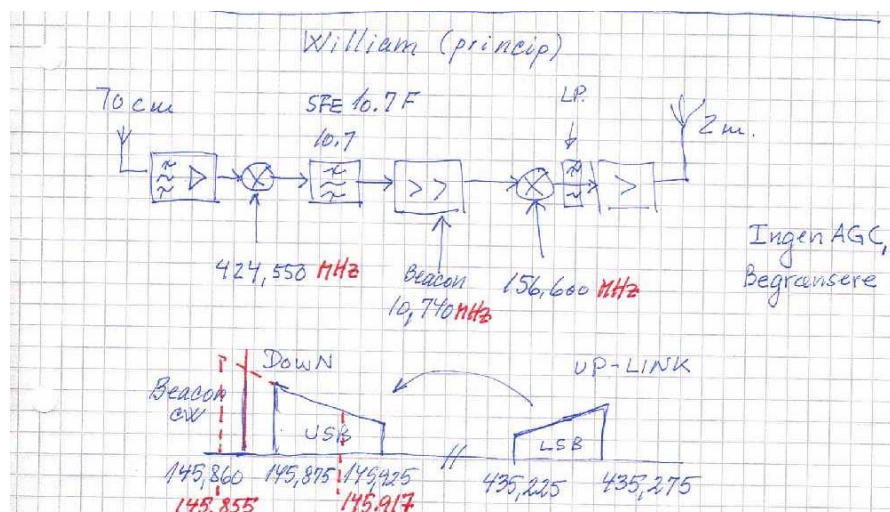 William (princip)
70 cm
SFE 10.7 F
10.7
LP.
2 m.
424,550 MHz
Beacon
10,740 MHz
156,600 MHz
Ingen AGC,
Begrænsere
Beacon
CW
DOWN
USB
UP-LINK
LSB
145,860 145,875 145,925 // 435,225 435,275
145.855 145.917